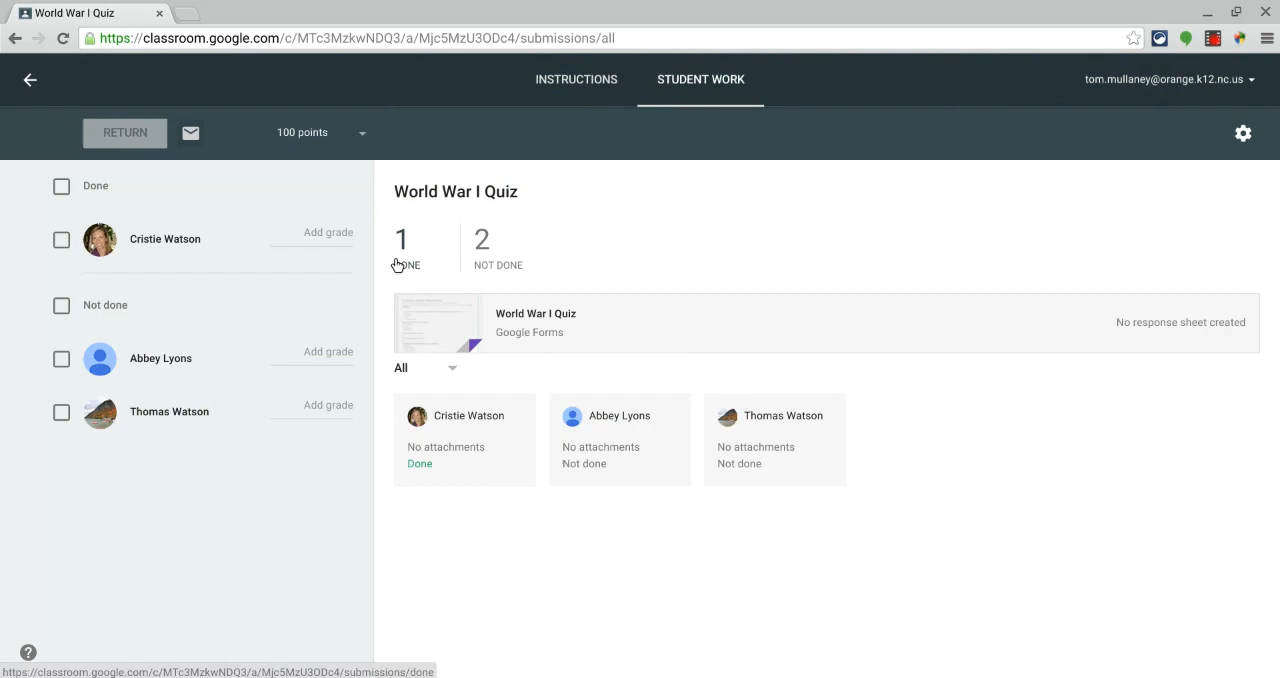 World War I Quiz
https://classroom.google.com/c/MTc3MzkwNDQ3/a/Mjc5MzU3ODc4/submissions/all
INSTRUCTIONS
STUDENT WORK
tom.mullaney@orange.k12.nc.us
RETURN
100 points
Done
Cristie Watson
Add grade
Not done
Abbey Lyons
Add grade
Thomas Watson
Add grade
World War I Quiz
1
2
NOT DONE
World War I Quiz
Google Forms
No response sheet created
All
Cristie Watson
No attachments
Done
Abbey Lyons
No attachments
Not done
Thomas Watson
No attachments
Not done
https://classroom.google.com/c/MTc3MzkwNDQ3/a/Mjc5MzU3ODc4/submissions/done